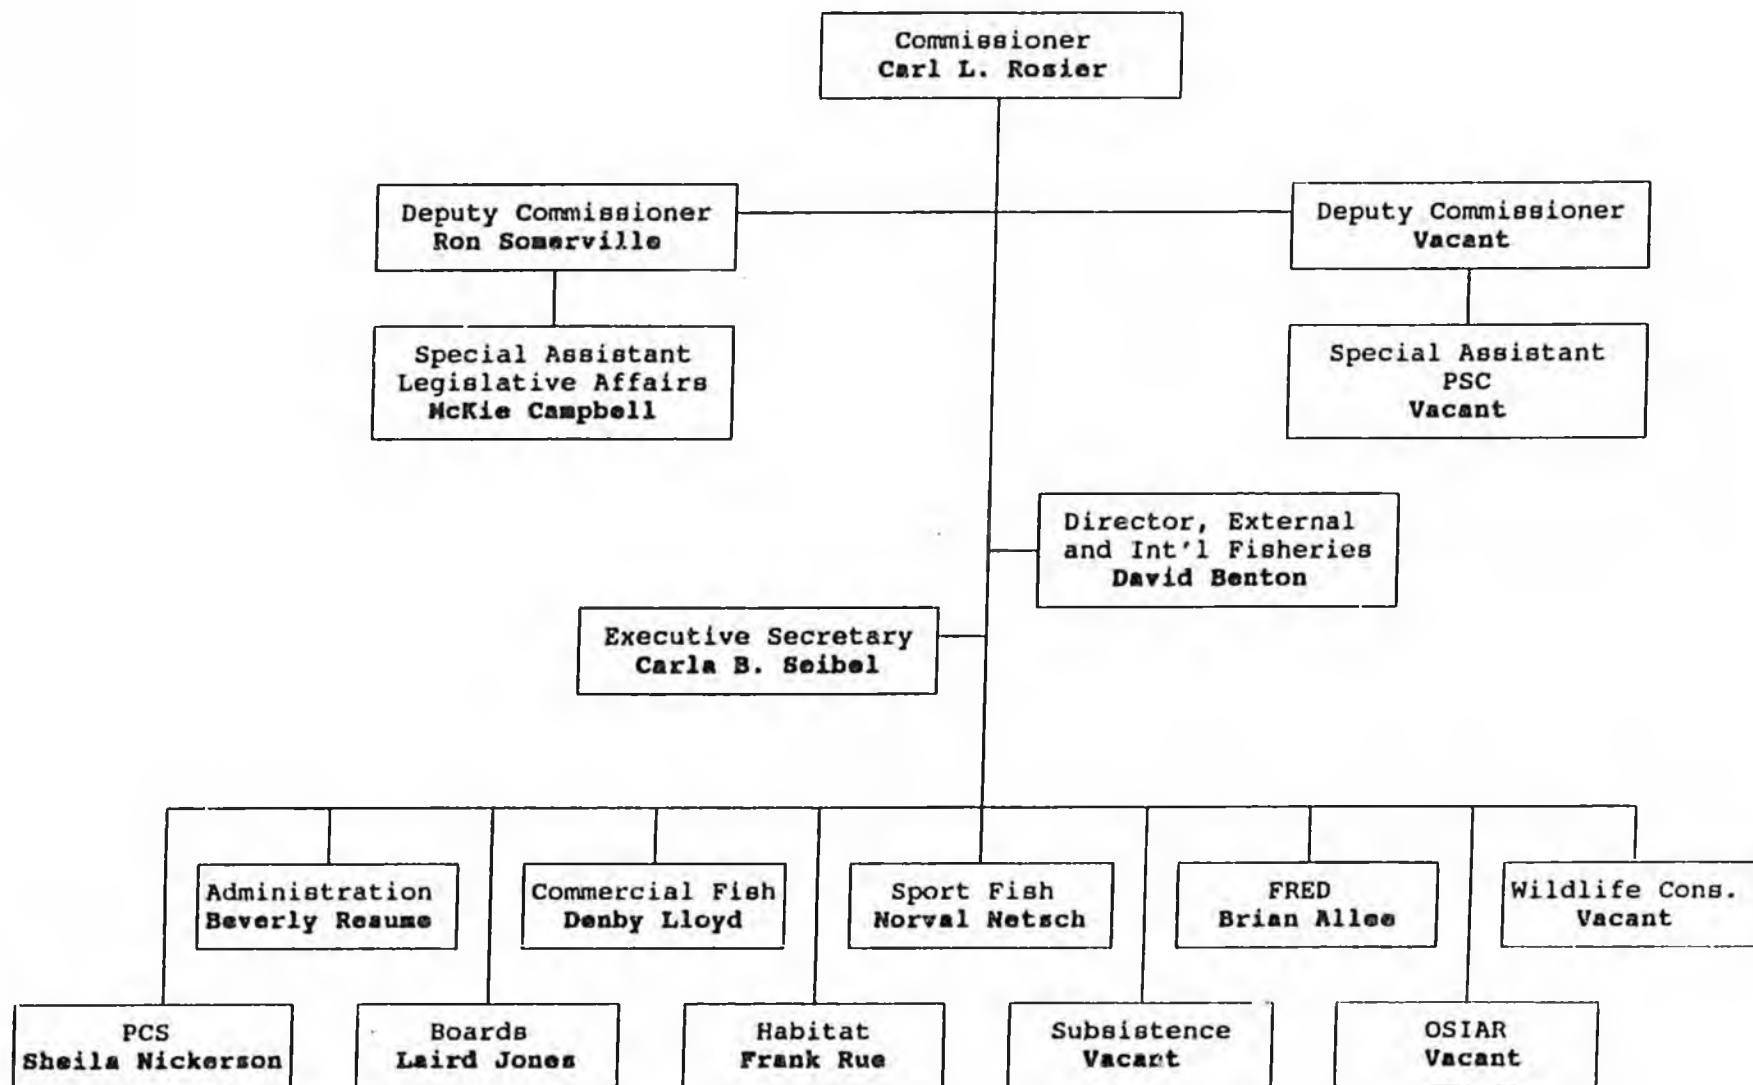 Commissioner
Carl L. Rosier
Deputy Commissioner
Ron Somerville
Deputy Commissioner
Vacant
Special Assistant
Legislative Affairs
McKie Campbell
Special Assistant
PSC
Vacant
Director, External
and Int'l Fisheries
David Benton
Executive Secretary
Carla B. Seibel
Administration
Beverly Reaume
Commercial Fish
Denby Lloyd
Sport Fish
Norval Netsch
FRED
Brian Allee
Wildlife Cons.
Vacant
PCS
Sheila Nickerson
Boards
Laird Jones
Habitat
Frank Rue
Subsistence
Vacant
OSIAR
Vacant